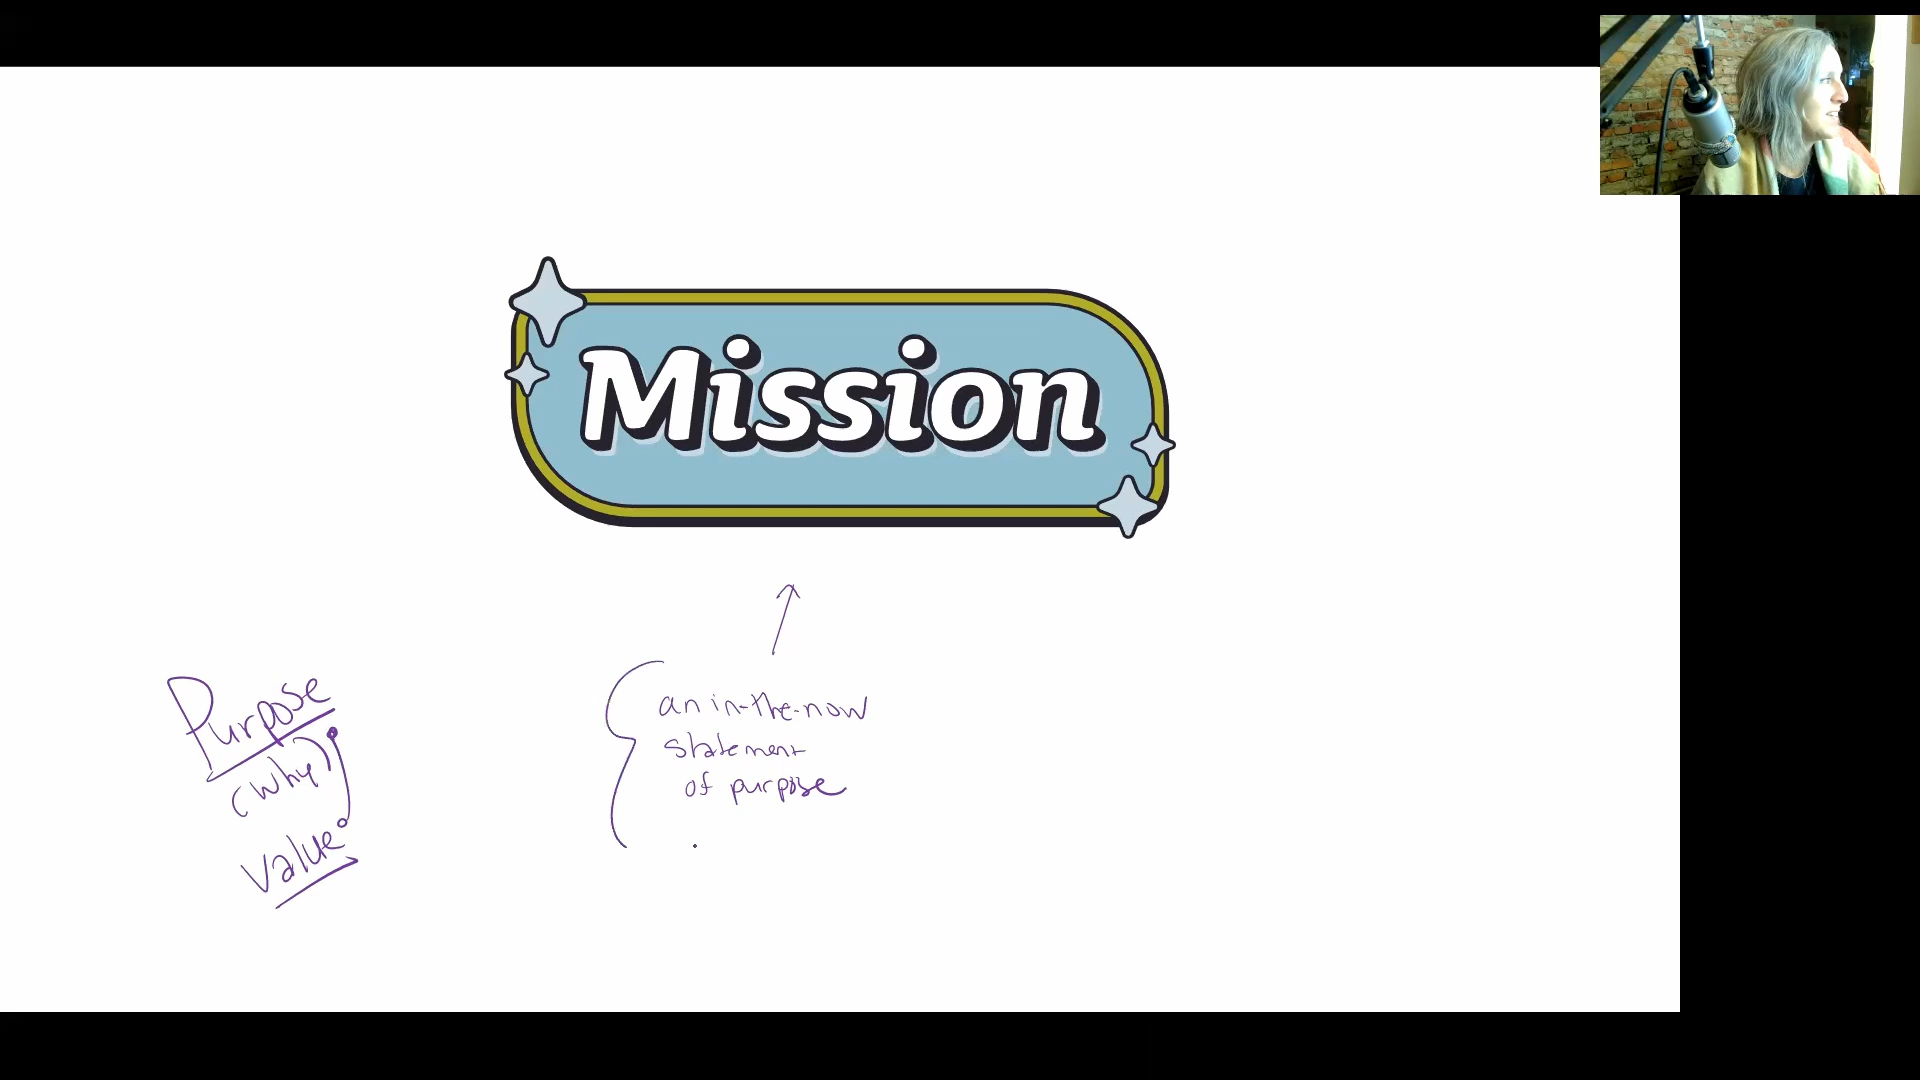 Mission
Purpose
(why)
value
an in-the-now
statement
of purpose